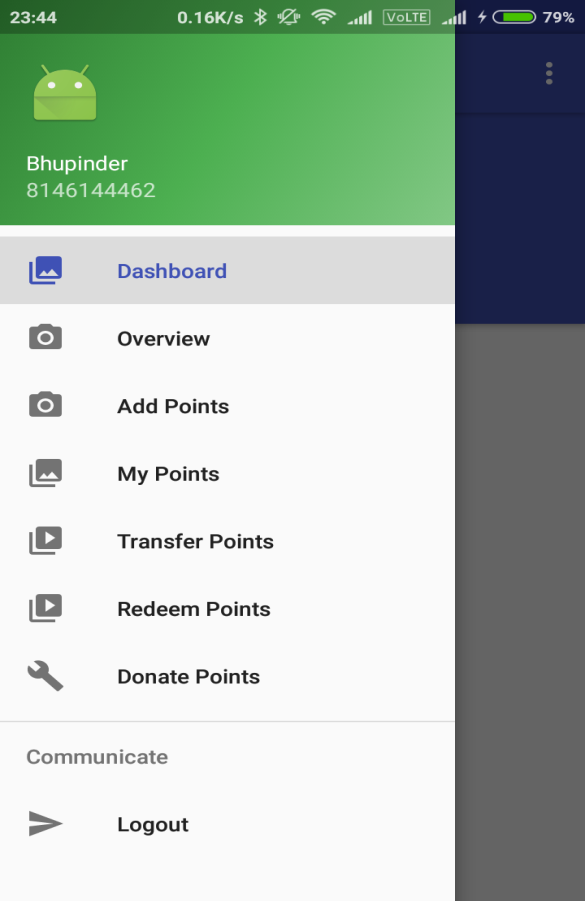 23:44 0.16K/s VoLTE 79%
Bhupinder
8146144462
Dashboard
Overview
Add Points
My Points
Transfer Points
Redeem Points
Donate Points
Communicate
Logout